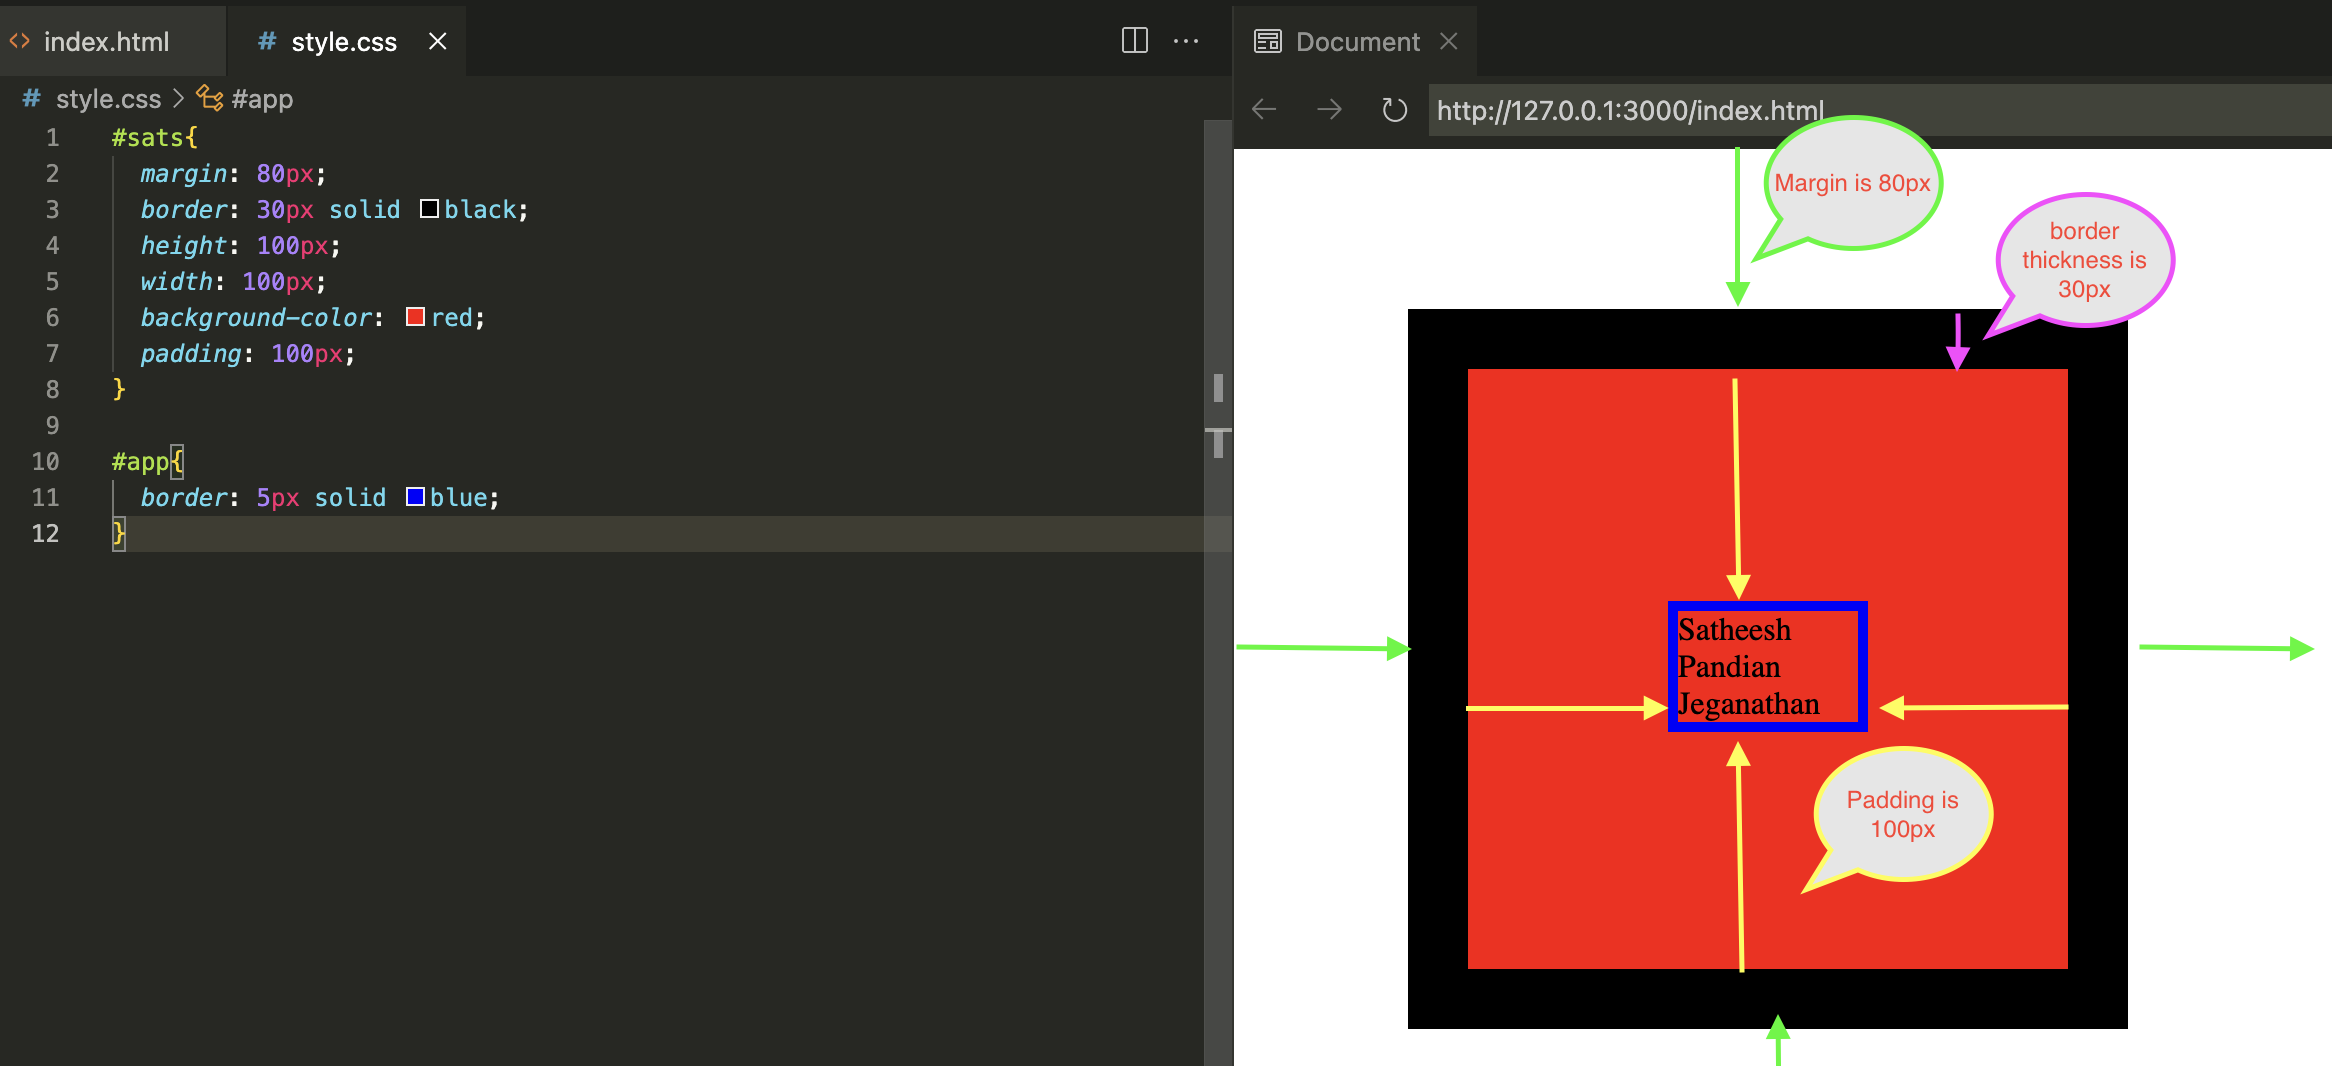 index.html
style.css
style.css > #app
1 #sats{
2 margin: 80px;
3 border: 30px solid black;
4 height: 100px;
5 width: 100px;
6 background-color: red;
7 padding: 100px;
8 }
9
10 #app{
11 border: 5px solid blue;
12 }
Document
http://127.0.0.1:3000/index.html
Margin is 80px
border
thickness is
30px
Satheesh
Pandian
Jeganathan
Padding is
100px